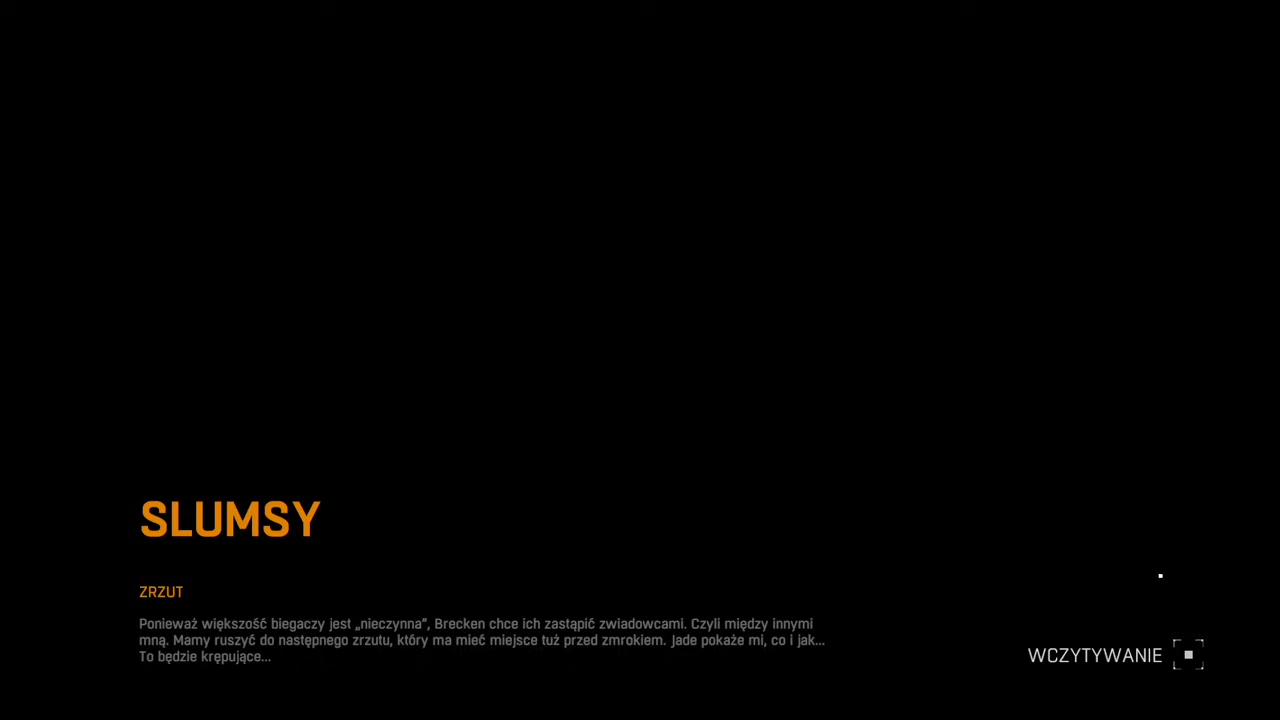 SLUMSY
ZRZUT
Ponieważ większość biegaczy jest „nieczynna”, Brecken chce ich zastąpić zwiadowcami. Czyli między innymi
mną. Mamy ruszyć do następnego zrzutu, który ma mieć miejsce tuż przed zmrokiem. Jade pokaże mi, co i jak...
To będzie krępujące...
WCZYTYWANIE